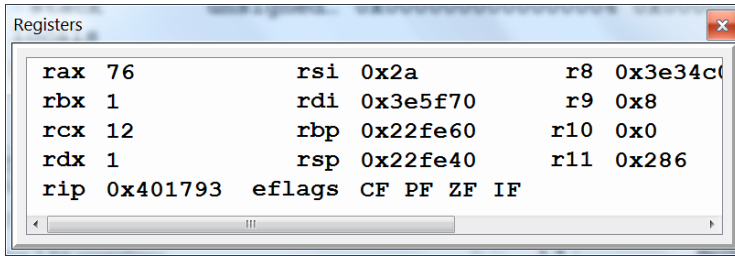 Registers
rax 76 rsi 0x2a r8 0x3e34c
rbx 1 rdi 0x3e5f70 r9 0x8
rcx 12 rbp 0x22fe60 r10 0x0
rdx 1 rsp 0x22fe40 r11 0x286
rip 0x401793 eflags CF PF ZF IF